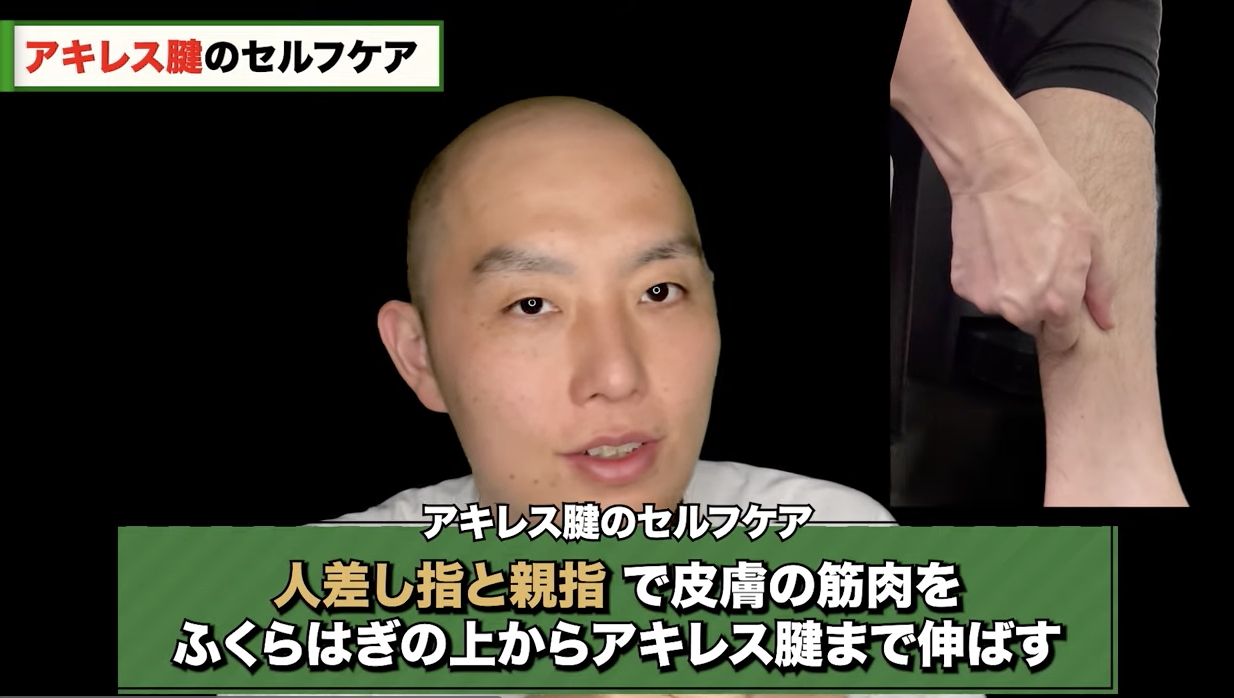 アキレス腱のセルフケア
アキレス腱のセルフケア
人差し指と親指で皮膚の筋肉を
ふくらはぎの上からアキレス腱まで伸ばす